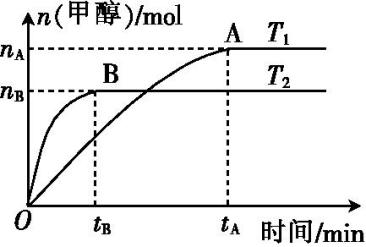 n(甲醇)/mol
nA
A
T1
B
T2
nB
O
tB
tA
时间/min